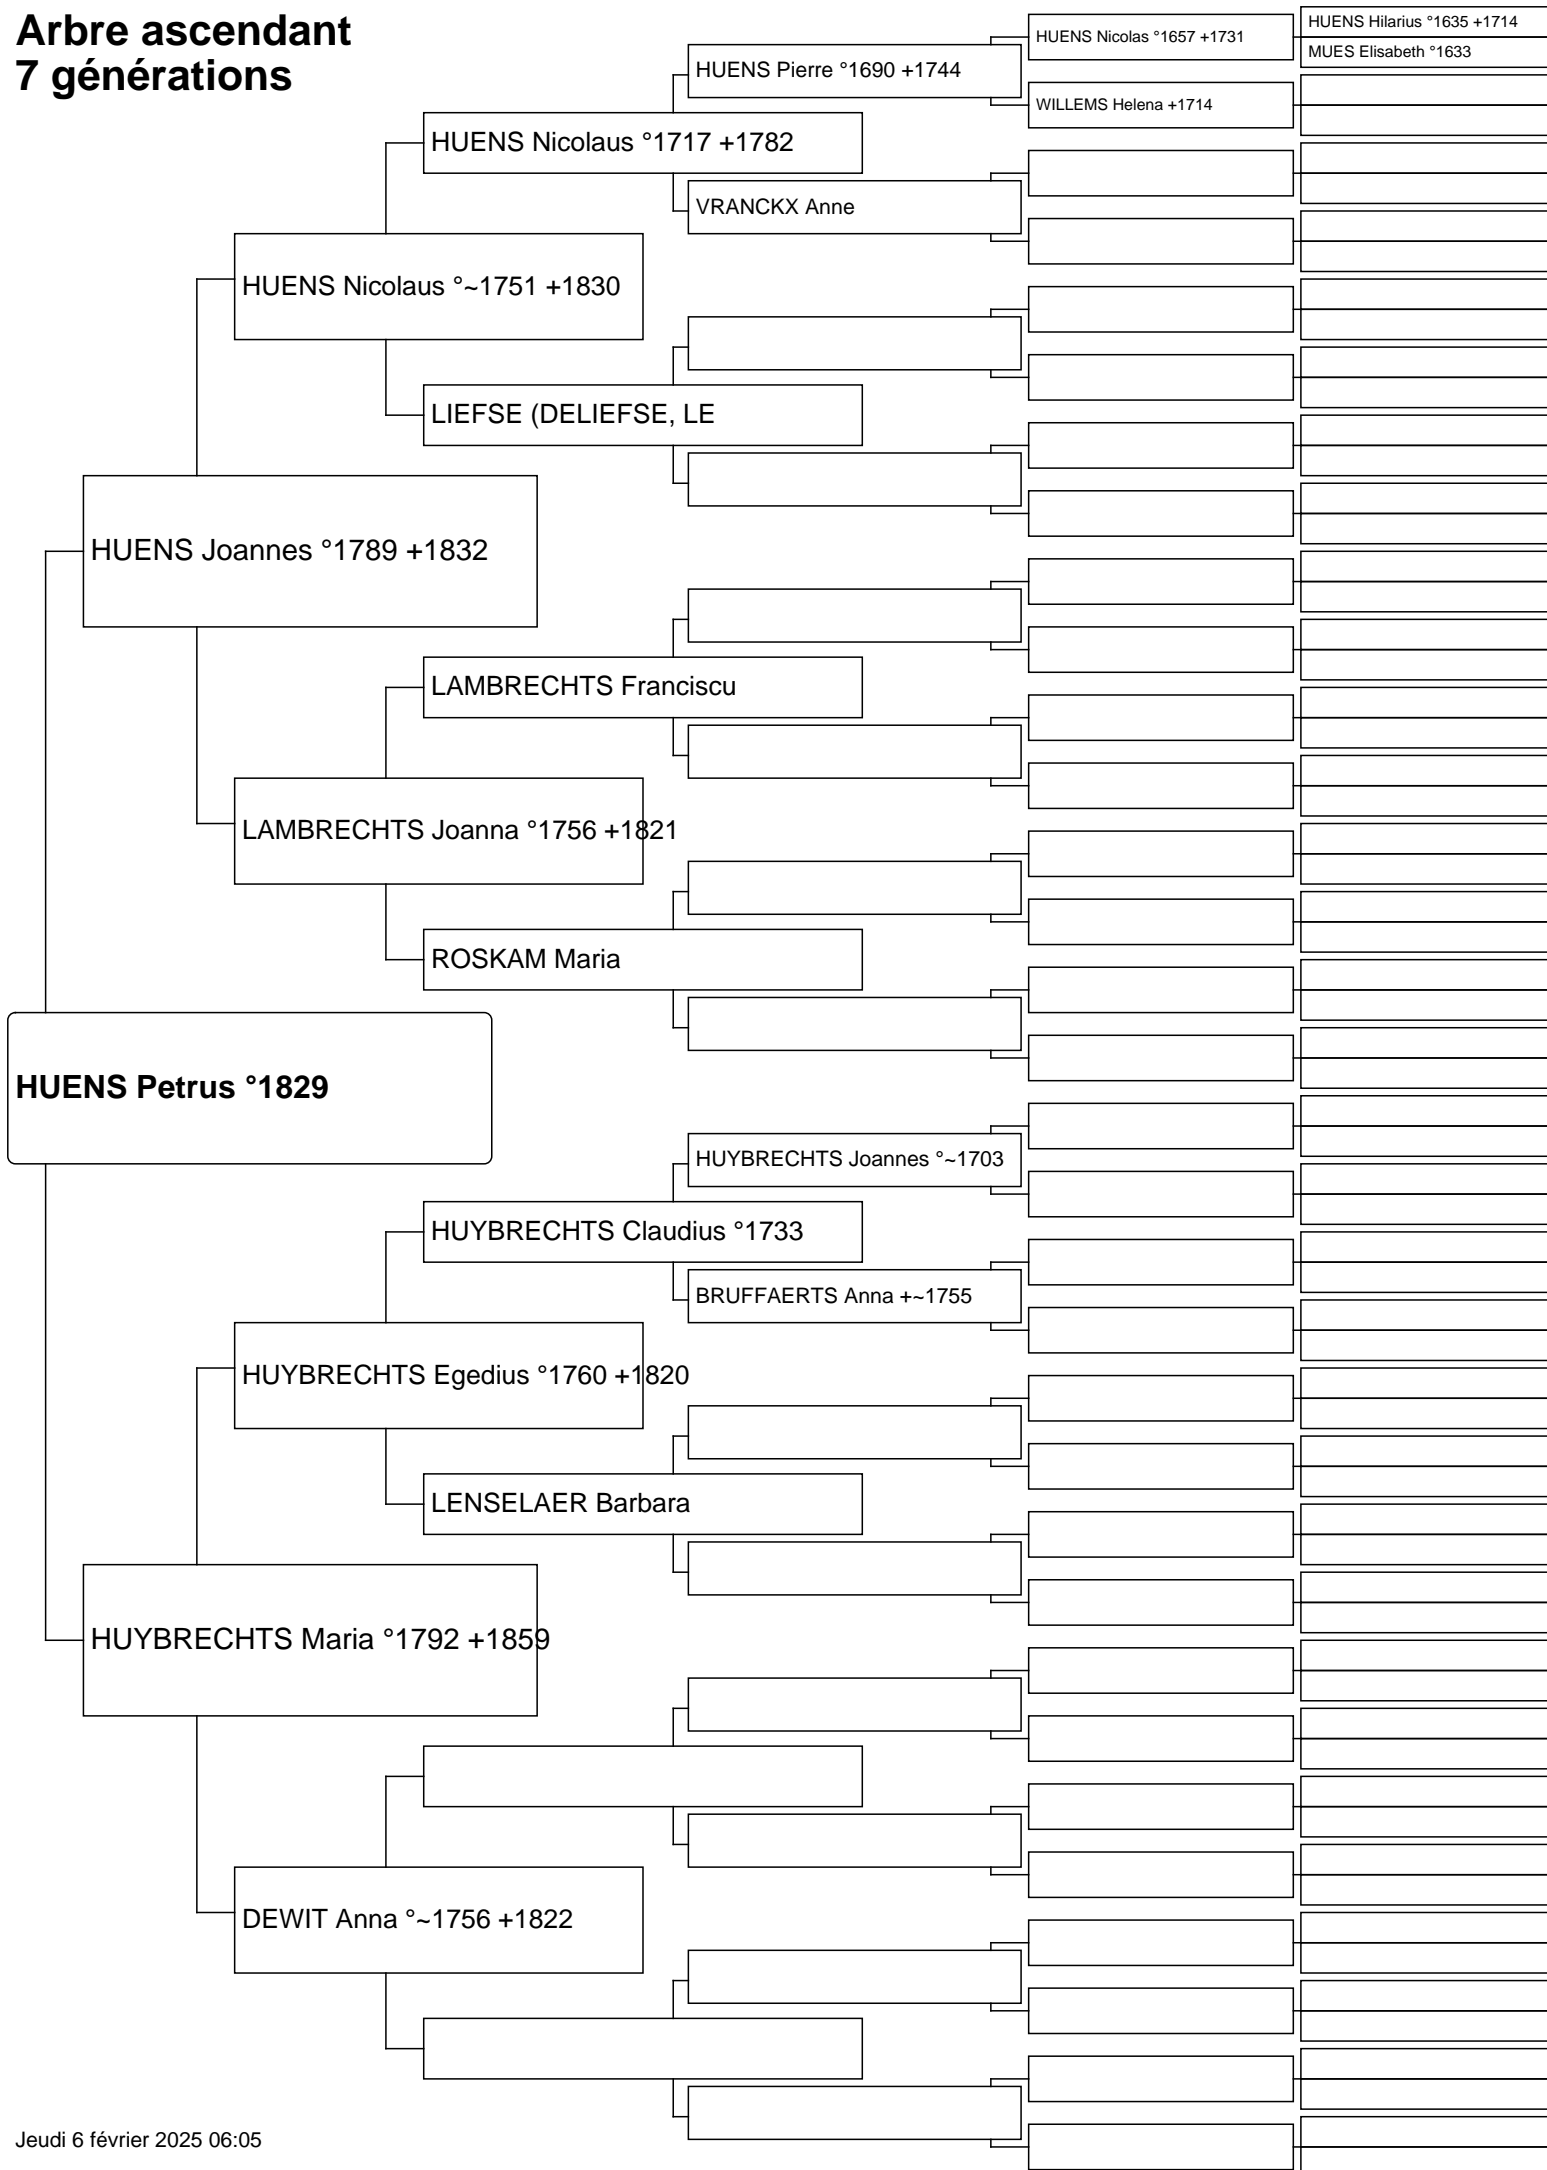 Arbre ascendant
7 générations
HUENS Hilarius °1635 +1714
HUENS Nicolas °1657 +1731
MUES Elisabeth °1633
HUENS Pierre °1690 +1744
WILLEMS Helena +1714
HUENS Nicolaus °1717 +1782
VRANCKX Anne
HUENS Nicolaus °~1751 +1830
LIEFSE (DELIEFSE, LE
HUENS Joannes °1789 +1832
LAMBRECHTS Franciscu
LAMBRECHTS Joanna °1756 +1821
ROSKAM Maria
HUENS Petrus °1829
HUYBRECHTS Joannes °~1703
HUYBRECHTS Claudius °1733
BRUFFAERTS Anna +~1755
HUYBRECHTS Egedius °1760 +1820
LENSELAER Barbara
HUYBRECHTS Maria °1792 +1859
DEWIT Anna °~1756 +1822
Jeudi 6 février 2025 06:05